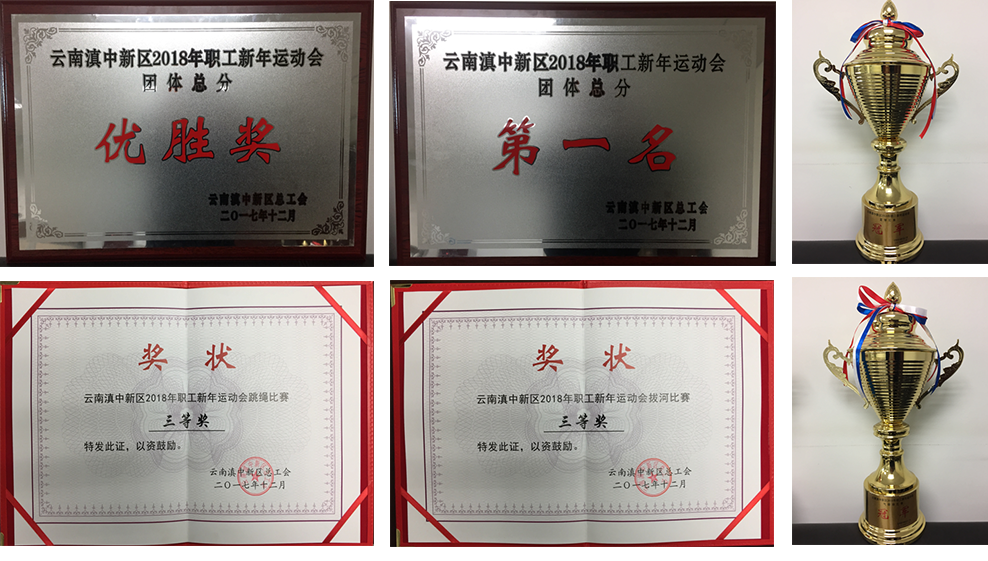 云南滇中新区2018年职工新年运动会
团体总分
优胜奖
云南滇中新区总工会
二〇一七年十二月
云南滇中新区2018年职工新年运动会
团体总分
第一名
云南滇中新区总工会
二〇一七年十二月
冠军
奖状
云南滇中新区2018年职工新年运动会跳绳比赛
三等奖
特发此证，以资鼓励。
云南滇中新区总工会
二〇一七年十二月
奖状
云南滇中新区2018年职工新年运动会拔河比赛
三等奖
特发此证，以资鼓励。
云南滇中新区总工会
二〇一七年十二月
冠军